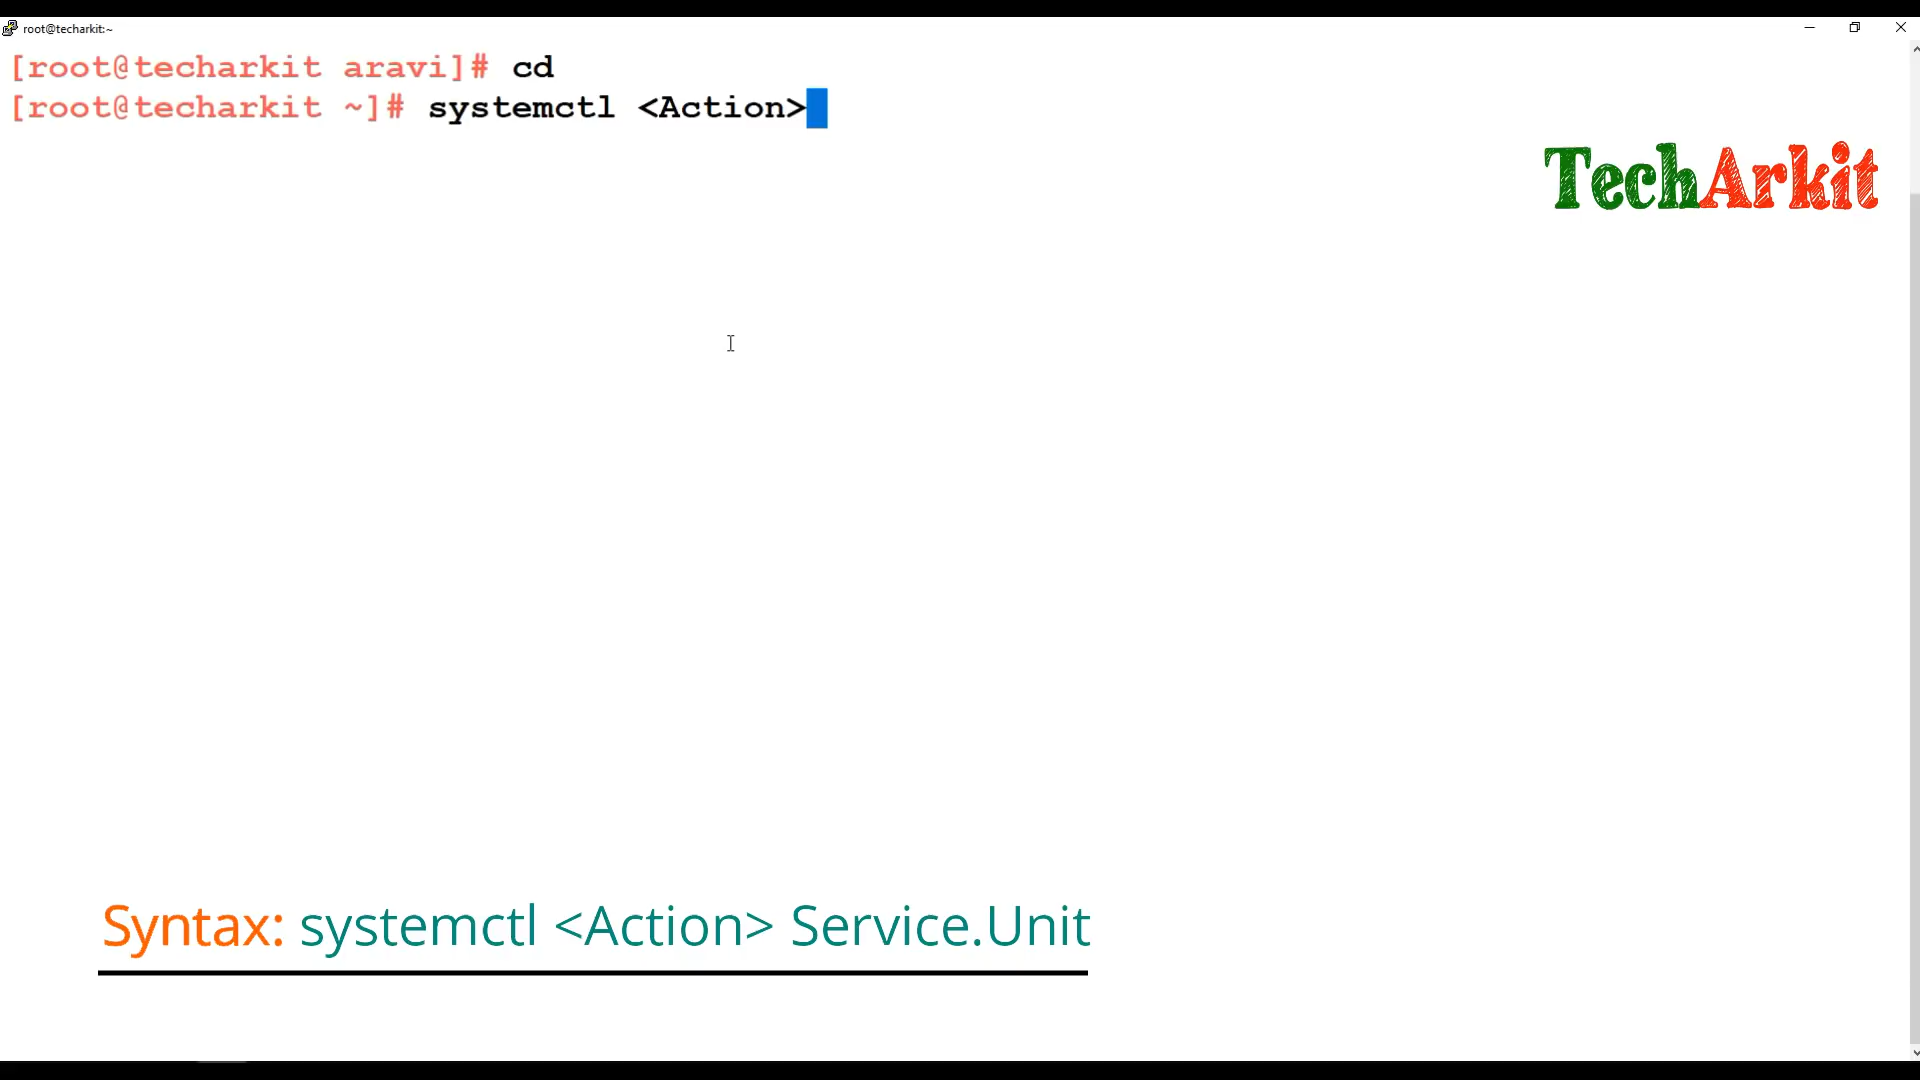 root@techarkit:~
[root@techarkit aravi]# cd
[root@techarkit ~]# systemctl <Action>
TechArkit
Syntax: systemctl <Action> Service.Unit